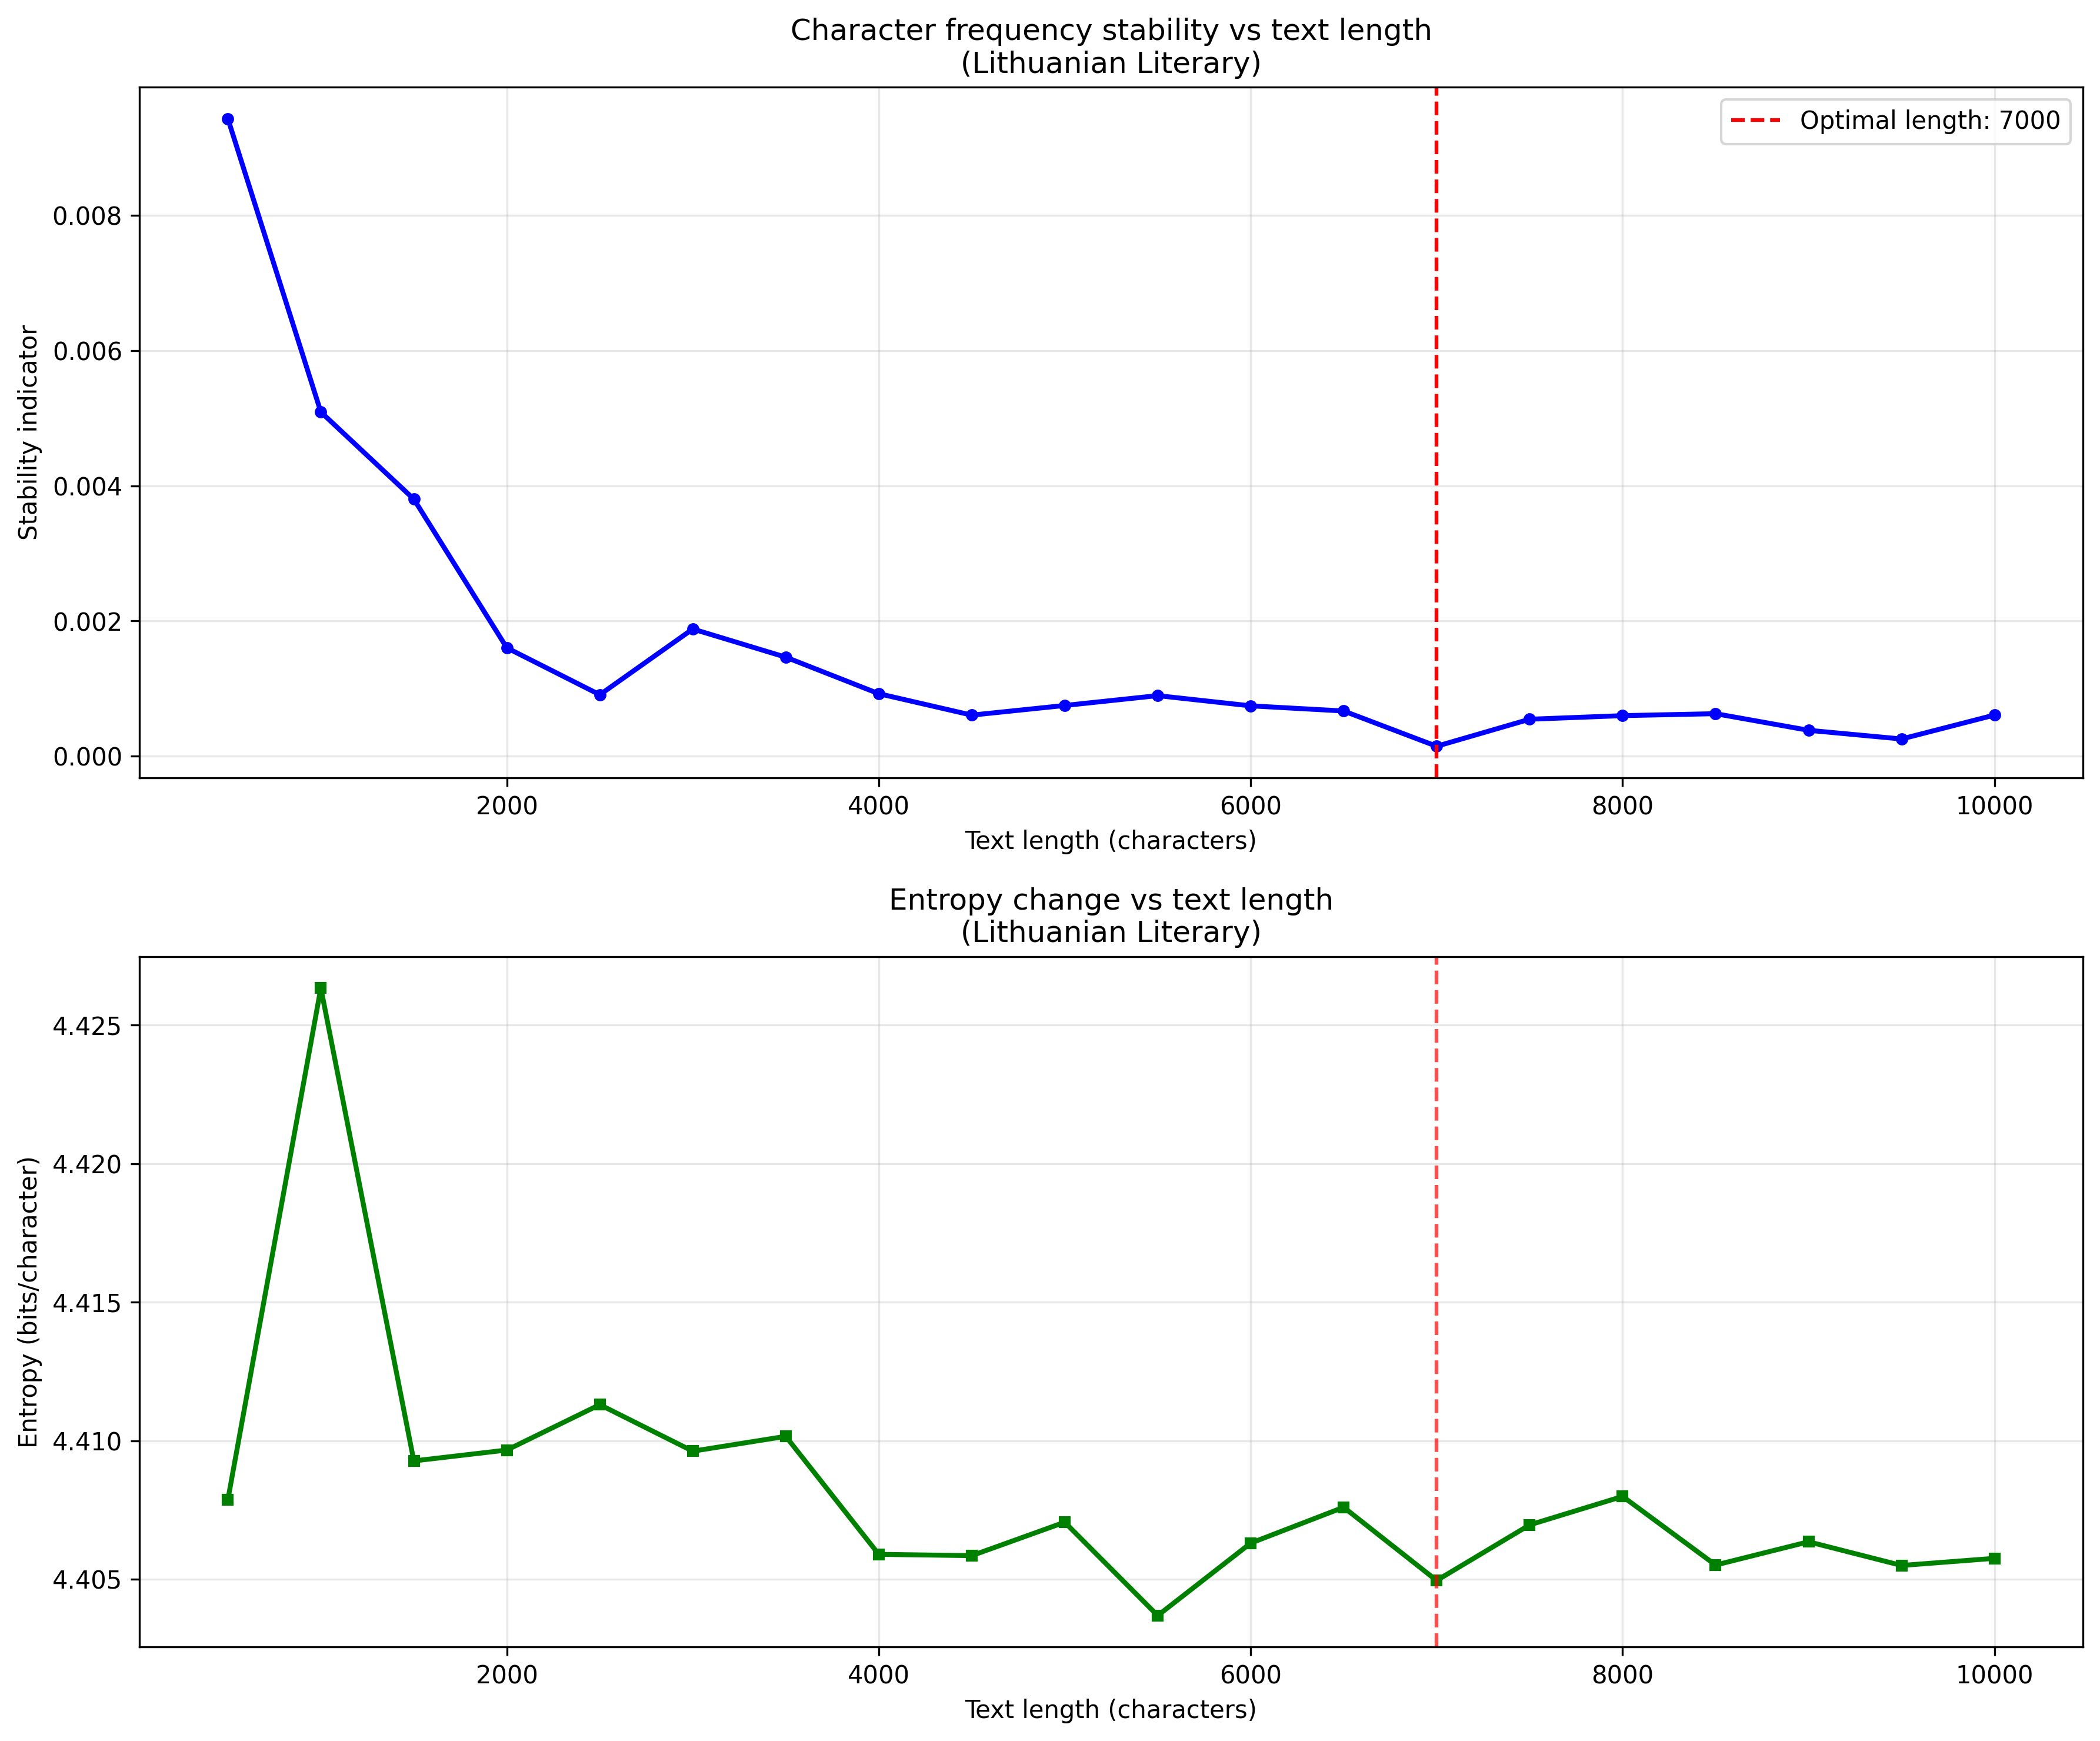 Character frequency stability vs text length
(Lithuanian Literary)
Optimal length: 7000
Stability indicator
0.008
0.006
0.004
0.002
0.000
2000 4000 6000 8000 10000
Text length (characters)
Entropy change vs text length
(Lithuanian Literary)
Entropy (bits/character)
4.425
4.420
4.415
4.410
4.405
2000 4000 6000 8000 10000
Text length (characters)